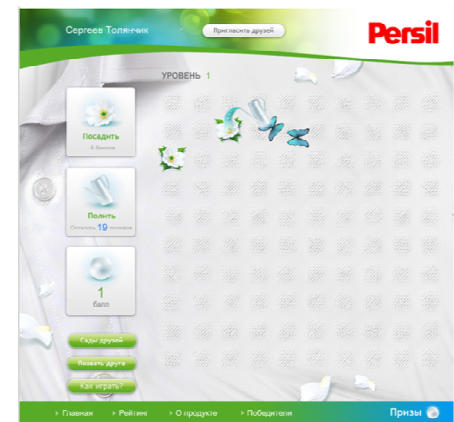 Сергеев Толянчик
Пригласить друзей
Persil
УРОВЕНЬ 1
Посадить
Полить
Осталось 19 поливов
1
балл
Сады друзей
Позвать друга
Как играть?
› Главная › Рейтинг › О продукте › Победители Призы